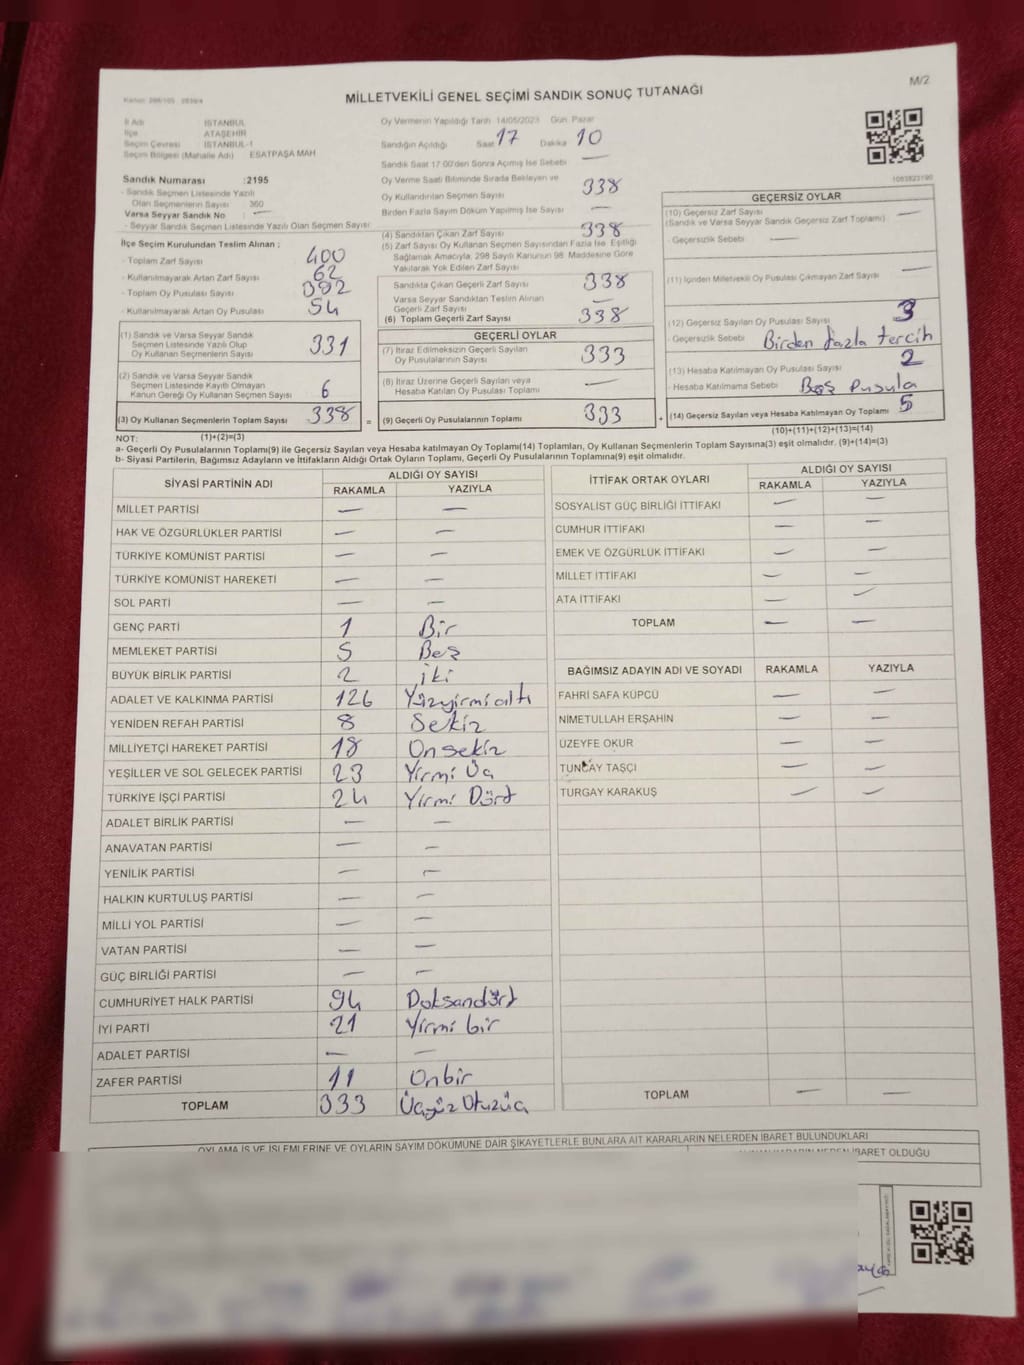 M/2
MİLLETVEKİLİ GENEL SEÇİMİ SANDIK SONUÇ TUTANAĞI
İl Adı İSTANBUL
İlçe ATAŞEHİR
Seçim Çevresi İSTANBUL-1
Seçim Bölgesi (Mahalle Adı) ESATPAŞA MAH
Oy Vermenin Yapıldığı Tarih 14/05/2023 Gün Pazar
Sandığın Açıldığı Saat 17 Dakika 10
Sandık Saat 17:00'den Sonra Açmış İse Sebebi —
Sandık Numarası :2195
- Sandık Seçmen Listesinde Yazılı
Olan Seçmenlerin Sayısı 360
Varsa Seyyar Sandık No —
- Seyyar Sandık Seçmen Listesinde Yazılı Olan Seçmen Sayısı
Oy Verme Saati Bitiminde Sırada Bekleyen ve
Oy Kullandırılan Seçmen Sayısı 338
Birden Fazla Sayım Döküm Yapılmış İse Sayısı —
(4) Sandıktan Çıkan Zarf Sayısı 338
(5) Zarf Sayısı Oy Kullanan Seçmen Sayısından Fazla İse, Eşitliği
Sağlamak Amacıyla, 298 Sayılı Kanunun 98. Maddesine Göre
Yakılarak Yok Edilen Zarf Sayısı
İlçe Seçim Kurulundan Teslim Alınan :
- Toplam Zarf Sayısı 400
- Kullanılmayarak Artan Zarf Sayısı 62
- Toplam Oy Pusulası Sayısı 392
- Kullanılmayarak Artan Oy Pusulası 54
Sandıkta Çıkan Geçerli Zarf Sayısı 338
Varsa Seyyar Sandıktan Teslim Alınan
Geçerli Zarf Sayısı —
(6) Toplam Geçerli Zarf Sayısı 338
1083823190
GEÇERSİZ OYLAR
(10) Geçersiz Zarf Sayısı —
(Sandık ve Varsa Seyyar Sandık Geçersiz Zarf Toplamı)
- Geçersizlik Sebebi —
(11) İçinden Milletvekili Oy Pusulası Çıkmayan Zarf Sayısı —
(12) Geçersiz Sayılan Oy Pusulası Sayısı 3
- Geçersizlik Sebebi Birden fazla tercih
(13) Hesaba Katılmayan Oy Pusulası Sayısı 2
Hesaba Katılmama Sebebi Boş Pusula
(14) Geçersiz Sayılan veya Hesaba Katılmayan Oy Toplamı 5
(10)+(11)+(12)+(13)=(14)
(1) Sandık ve Varsa Seyyar Sandık
Seçmen Listesinde Yazılı Olup
Oy Kullanan Seçmenlerin Sayısı 331
(2) Sandık ve Varsa Seyyar Sandık
Seçmen Listesinde Kayıtlı Olmayan
Kanun Gereği Oy Kullanan Seçmen Sayısı 6
(3) Oy Kullanan Seçmenlerin Toplam Sayısı 338 =
(1)+(2)=(3)
GEÇERLİ OYLAR
(7) İtiraz Edilmeksizin Geçerli Sayılan
Oy Pusulalarının Sayısı 333
(8) İtiraz Üzerine Geçerli Sayılan veya
Hesaba Katılan Oy Pusulası Toplamı —
(9) Geçerli Oy Pusulalarının Toplamı 333 +
NOT:
a- Geçerli Oy Pusulalarının Toplamı(9) ile Geçersiz Sayılan veya Hesaba Katılmayan Oy Toplamı(14) Toplamları, Oy Kullanan Seçmenlerin Toplam Sayısına(3) eşit olmalıdır. (9)+(14)=(3)
b- Siyasi Partilerin, Bağımsız Adayların ve İttifakların Aldığı Ortak Oyların Toplamı, Geçerli Oy Pusulalarının Toplamına(9) eşit olmalıdır.
SİYASİ PARTİNİN ADI ALDIĞI OY SAYISI
RAKAMLA YAZIYLA
MİLLET PARTİSİ — —
HAK VE ÖZGÜRLÜKLER PARTİSİ — —
TÜRKİYE KOMÜNİST PARTİSİ — —
TÜRKİYE KOMÜNİST HAREKETİ — —
SOL PARTİ — —
GENÇ PARTİ 1 Bir
MEMLEKET PARTİSİ 5 Beş
BÜYÜK BİRLİK PARTİSİ 2 iki
ADALET VE KALKINMA PARTİSİ 126 Yüzyirmialtı
YENİDEN REFAH PARTİSİ 8 Sekiz
MİLLİYETÇİ HAREKET PARTİSİ 18 Onsekiz
YEŞİLLER VE SOL GELECEK PARTİSİ 23 Yirmi Üç
TÜRKİYE İŞÇİ PARTİSİ 24 Yirmi Dört
ADALET BİRLİK PARTİSİ — —
ANAVATAN PARTİSİ — —
YENİLİK PARTİSİ — —
HALKIN KURTULUŞ PARTİSİ — —
MİLLİ YOL PARTİSİ — —
VATAN PARTİSİ — —
GÜÇ BİRLİĞİ PARTİSİ — —
CUMHURİYET HALK PARTİSİ 94 Doksandört
İYİ PARTİ 21 Yirmi bir
ADALET PARTİSİ — —
ZAFER PARTİSİ 11 Onbir
TOPLAM 333 Üçyüz Otuzüç
İTTİFAK ORTAK OYLARI ALDIĞI OY SAYISI
RAKAMLA YAZIYLA
SOSYALİST GÜÇ BİRLİĞİ İTTİFAKI — —
CUMHUR İTTİFAKI — —
EMEK VE ÖZGÜRLÜK İTTİFAKI — —
MİLLET İTTİFAKI — —
ATA İTTİFAKI — —
TOPLAM — —
BAĞIMSIZ ADAYIN ADI VE SOYADI RAKAMLA YAZIYLA
FAHRİ SAFA KÜPCÜ — —
NİMETULLAH ERŞAHİN — —
ÜZEYFE OKUR — —
TUNCAY TAŞÇI — —
TURGAY KARAKUŞ — —
TOPLAM —
OYLAMA İŞ VE İŞLEMLERİNE VE OYLARIN SAYIM DÖKÜMÜNE DAİR ŞİKAYETLERLE BUNLARA AİT KARARLARIN NELERDEN İBARET BULUNDUKLARI
İBARET OLDUĞU